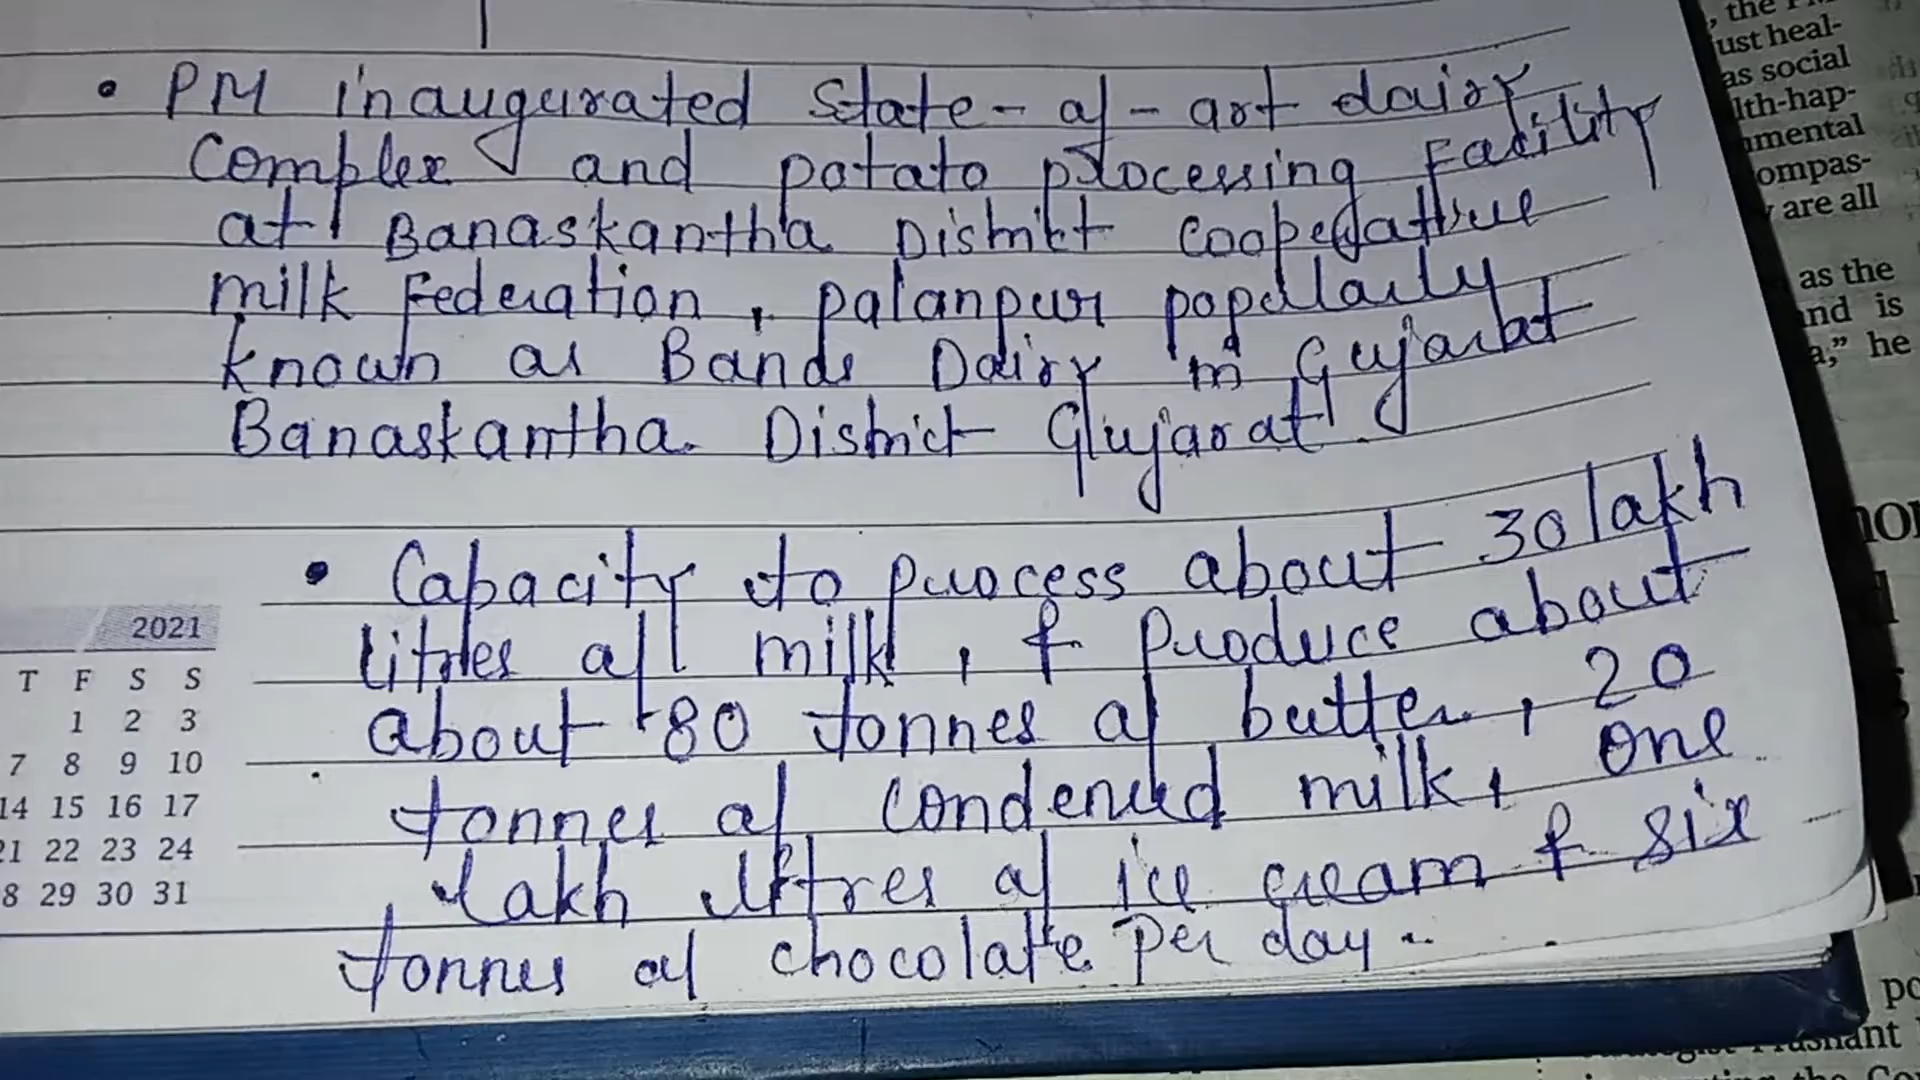 • PM inaugurated State-of-art dairy
Complex and potato processing Facility
at Banaskantha District Cooperative
milk Federation, palanpur popularly
known as Banas Dairy in Gujarat
Banaskantha District Gujarat.
• Capacity to process about 30 lakh
litres of milk, & Produce about
about 80 tonnes of butter, 20
tonnes of condensed milk, one
lakh litres of ice cream & six
tonnes of chocolate Per day.
2021
T F S S
1 2 3
7 8 9 10
14 15 16 17
21 22 23 24
8 29 30 31
, the
ust heal-
as social
lth-hap-
nmental
ompas-
are all
as the
nd is
a,” he